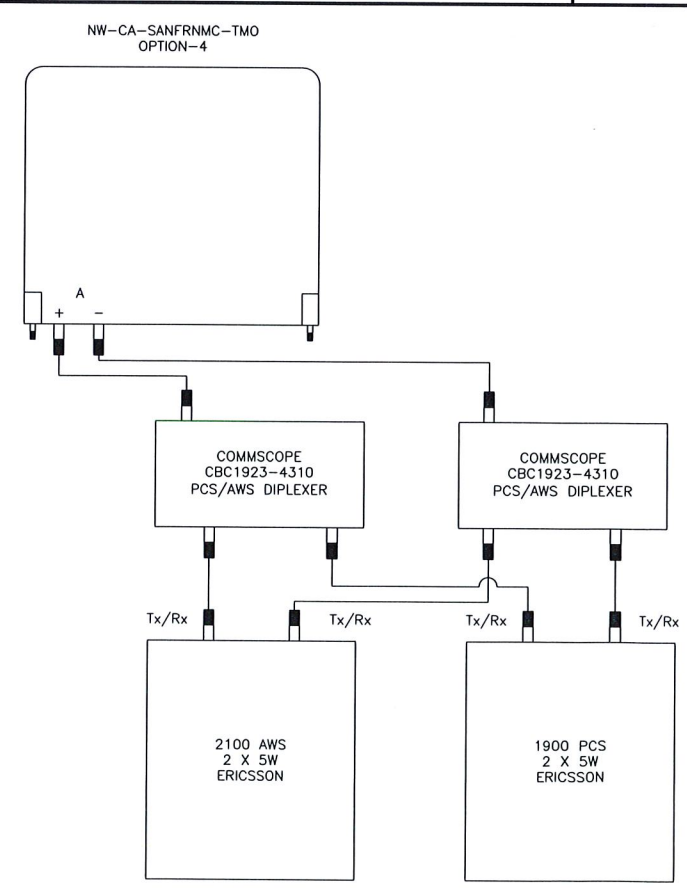 NW-CA-SANFRNMC-TMO
OPTION-4
A
+ -
COMMSCOPE
CBC1923-4310
PCS/AWS DIPLEXER
COMMSCOPE
CBC1923-4310
PCS/AWS DIPLEXER
Tx/Rx
Tx/Rx
Tx/Rx
Tx/Rx
2100 AWS
2 X 5W
ERICSSON
1900 PCS
2 X 5W
ERICSSON